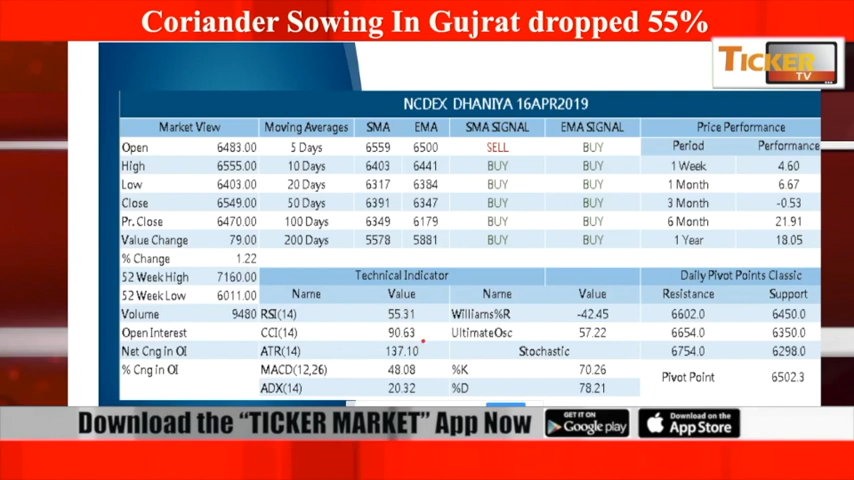 Coriander Sowing In Gujrat dropped 55%
TICKER
TV
NCDEX DHANIYA 16APR2019
Market View Moving Averages SMA EMA SMA SIGNAL EMA SIGNAL Price Performance
Open 6483.00 5 Days 6559 6500 SELL BUY Period Performance
High 6555.00 10 Days 6403 6441 BUY BUY 1 Week 4.60
Low 6403.00 20 Days 6317 6384 BUY BUY 1 Month 6.67
Close 6549.00 50 Days 6391 6347 BUY BUY 3 Month -0.53
Pr. Close 6470.00 100 Days 6349 6179 BUY BUY 6 Month 21.91
Value Change 79.00 200 Days 5578 5881 BUY BUY 1 Year 18.05
% Change 1.22
52 Week High 7160.00 Technical Indicator Daily Pivot Points Classic
52 Week Low 6011.00 Name Value Name Value Resistance Support
Volume 9480 RSI(14) 55.31 Williams%R -42.45 6602.0 6450.0
Open Interest CCI(14) 90.63 UltimateOsc 57.22 6654.0 6350.0
Net Cng in OI ATR(14) 137.10 Stochastic 6754.0 6298.0
% Cng in OI MACD(12,26) 48.08 %K 70.26 Pivot Point 6502.3
ADX(14) 20.32 %D 78.21
Download the “TICKER MARKET” App Now GET IT ON Google play Download on the App Store